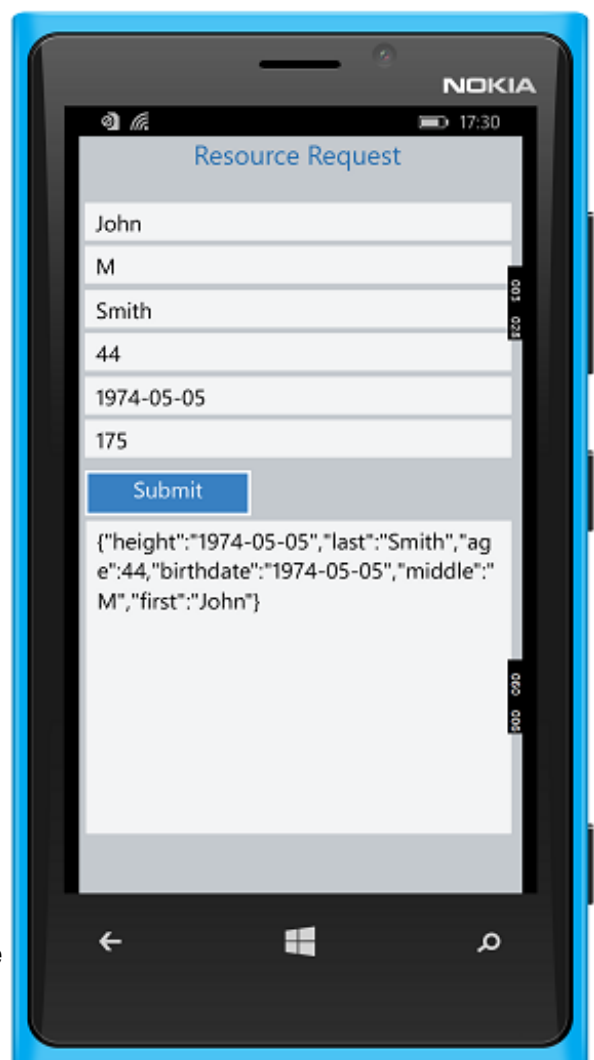 NOKIA
17:30
Resource Request
John
M
Smith
44
1974-05-05
175
Submit
{"height":"1974-05-05","last":"Smith","ag
e":44,"birthdate":"1974-05-05","middle":"
M","first":"John"}